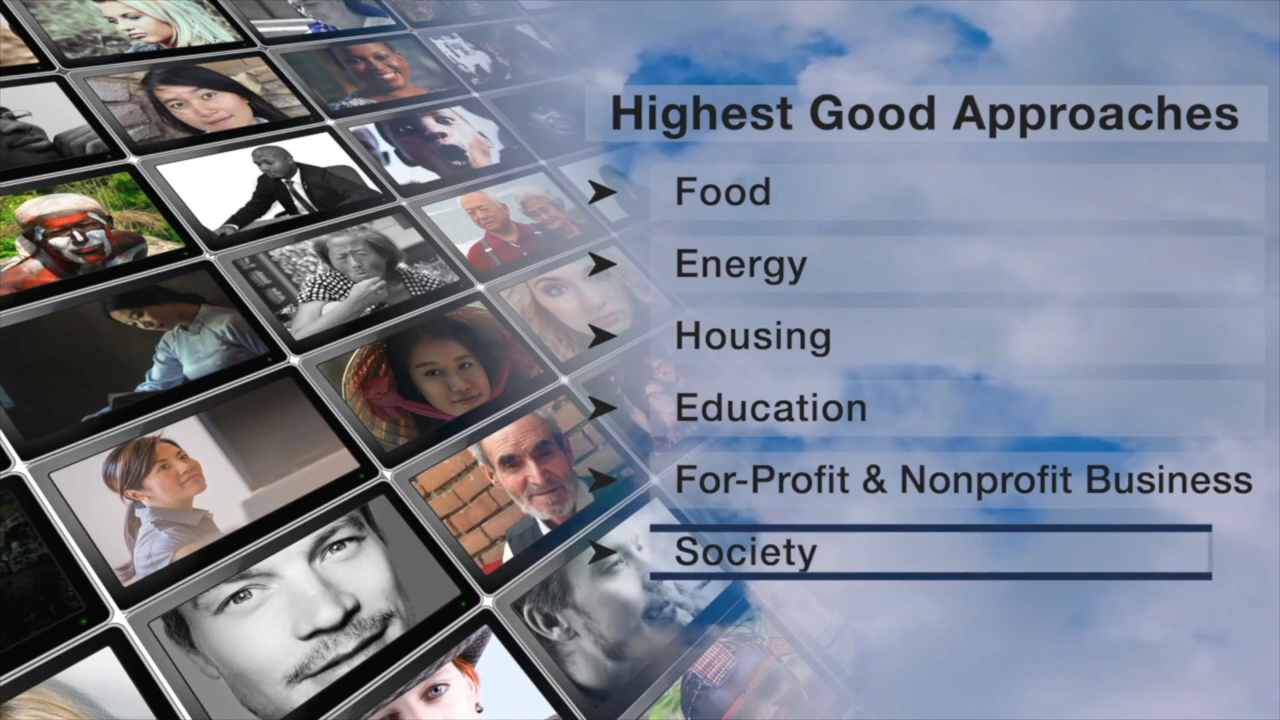 Highest Good Approaches
Food
Energy
Housing
Education
For-Profit & Nonprofit Business
Society